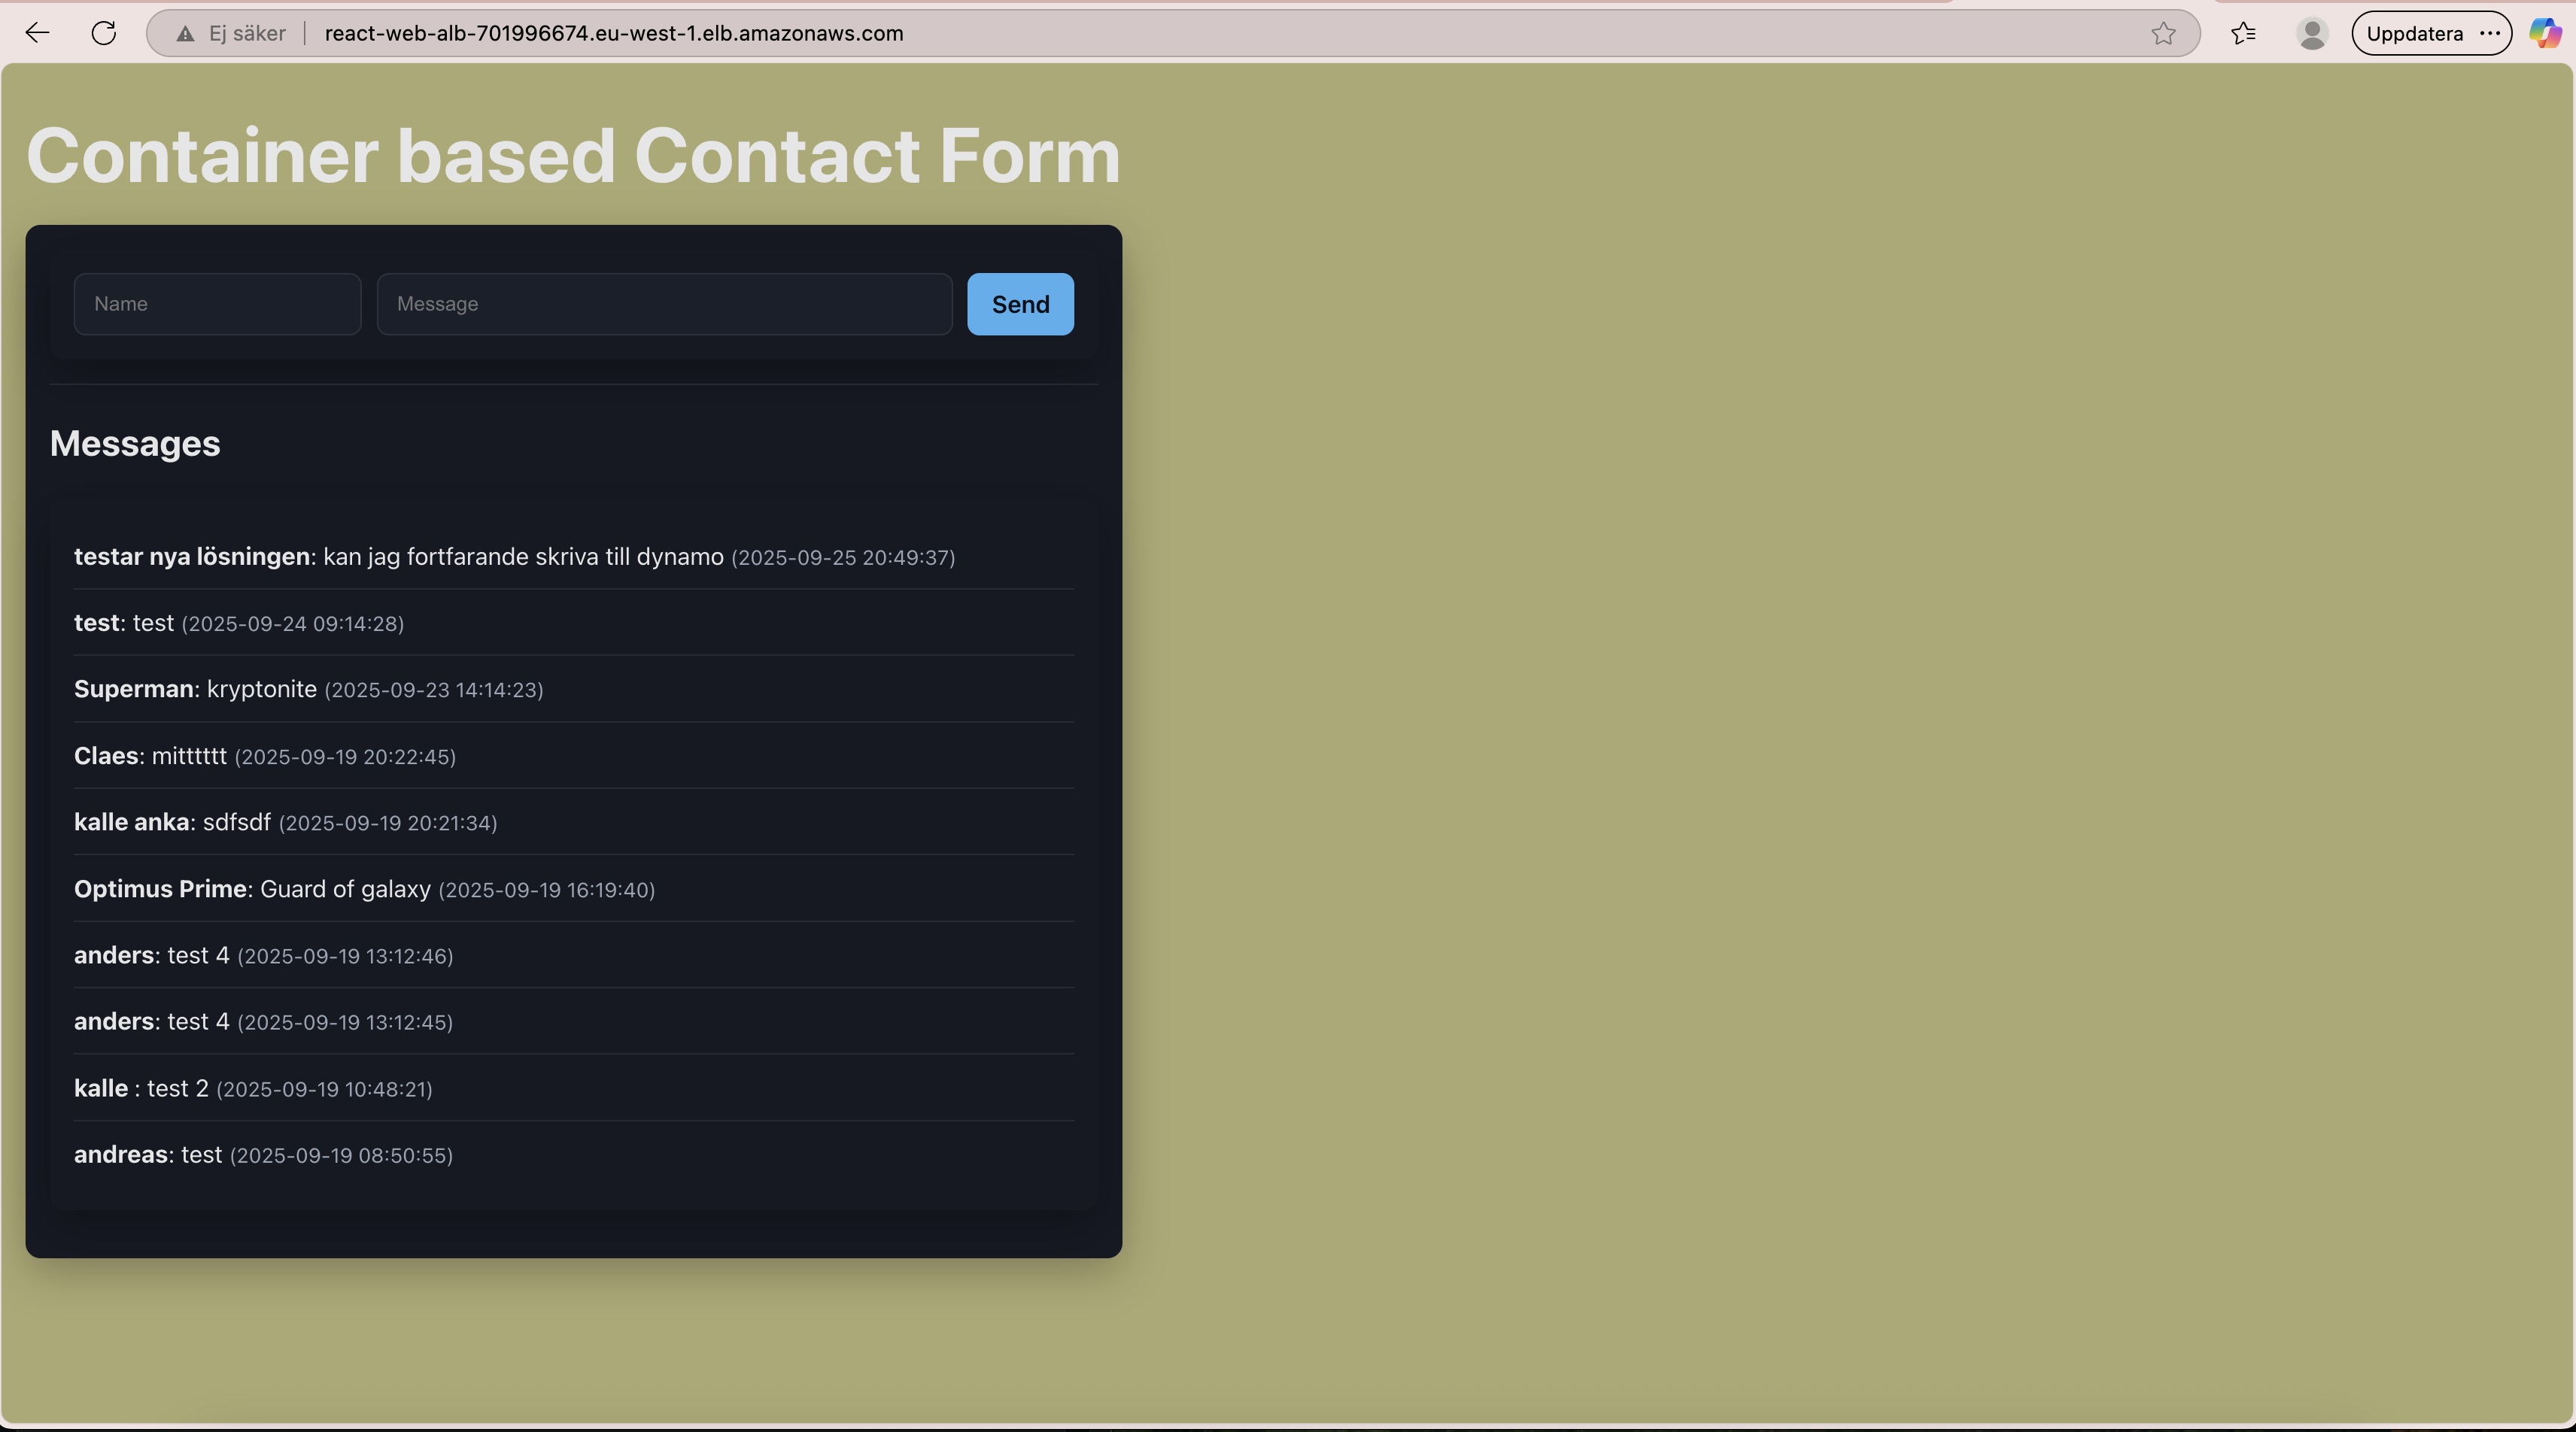 Ej säker react-web-alb-701996674.eu-west-1.elb.amazonaws.com Uppdatera
Container based Contact Form
Name Message Send
Messages
testar nya lösningen: kan jag fortfarande skriva till dynamo (2025-09-25 20:49:37)
test: test (2025-09-24 09:14:28)
Superman: kryptonite (2025-09-23 14:14:23)
Claes: mitttttt (2025-09-19 20:22:45)
kalle anka: sdfsdf (2025-09-19 20:21:34)
Optimus Prime: Guard of galaxy (2025-09-19 16:19:40)
anders: test 4 (2025-09-19 13:12:46)
anders: test 4 (2025-09-19 13:12:45)
kalle : test 2 (2025-09-19 10:48:21)
andreas: test (2025-09-19 08:50:55)